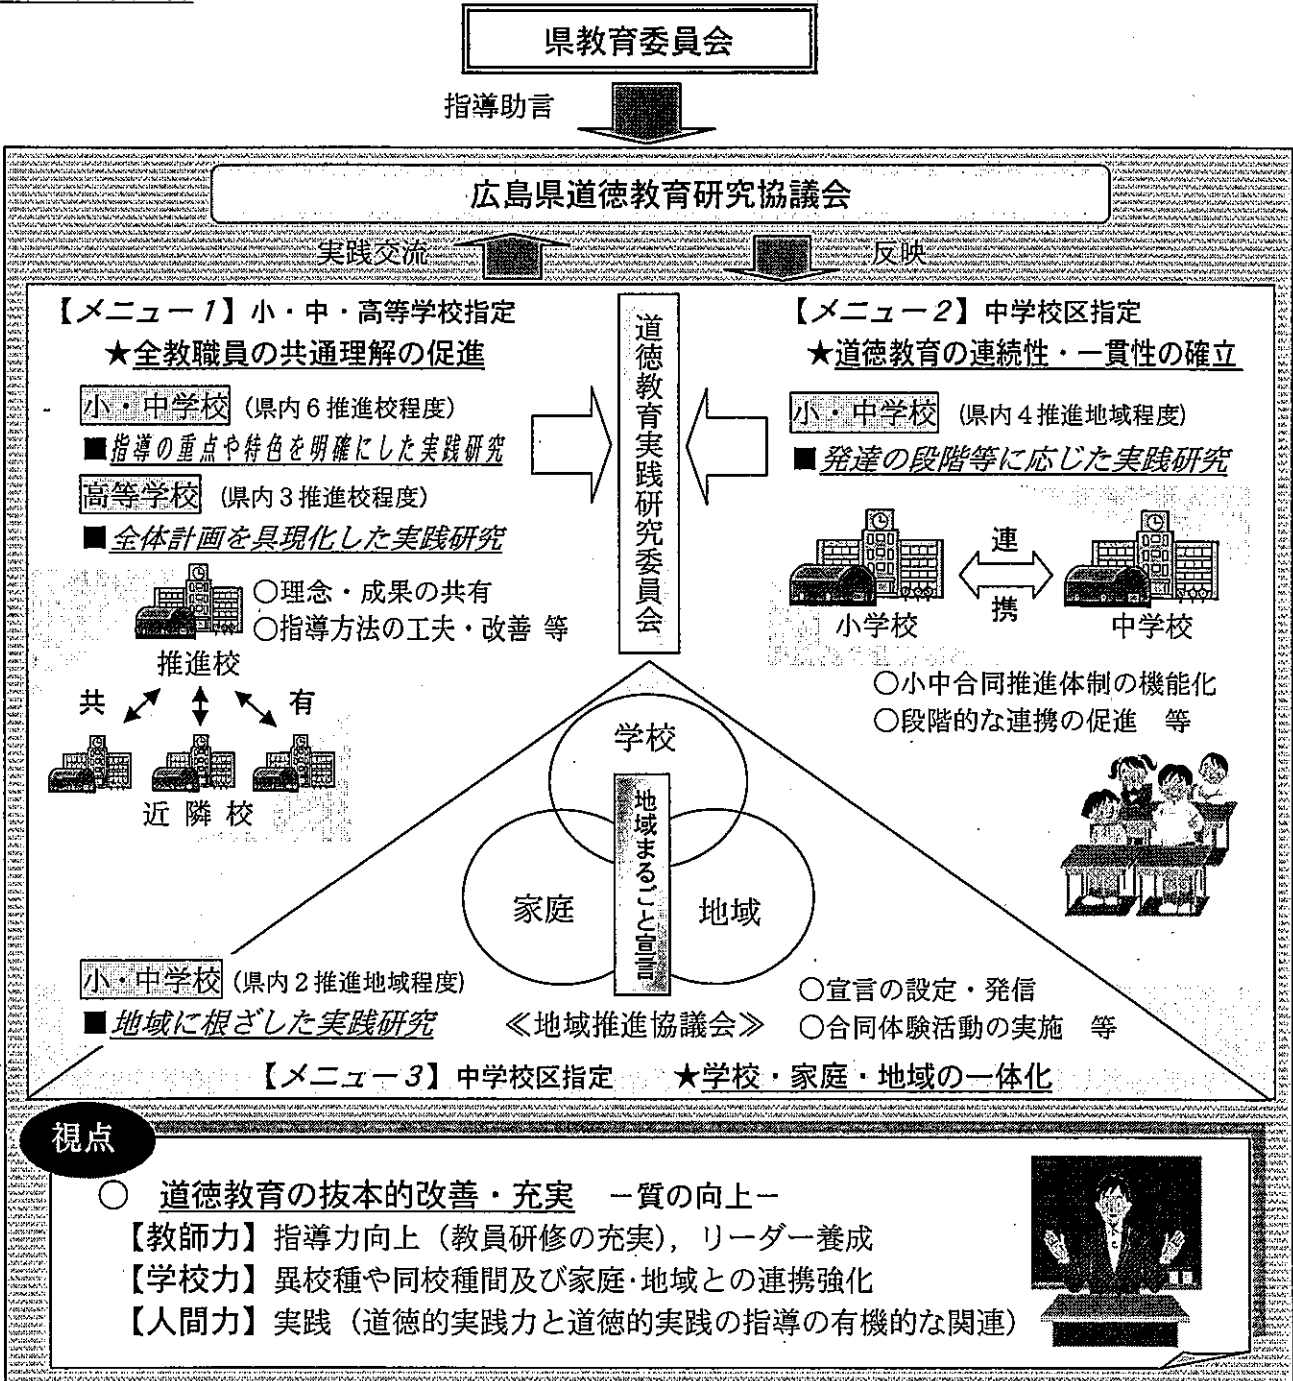 県教育委員会
指導助言
広島県道徳教育研究協議会
実践交流
反映
【メニュー1】小・中・高等学校指定
★全教職員の共通理解の促進
小・中学校 (県内6推進校程度)
■指導の重点や特色を明確にした実践研究
高等学校 (県内3推進校程度)
■全体計画を具現化した実践研究
○理念・成果の共有
○指導方法の工夫・改善 等
推進校
共 有
近隣校
道徳教育実践研究委員会
【メニュー2】中学校区指定
★道徳教育の連続性・一貫性の確立
小・中学校 (県内4推進地域程度)
■発達の段階等に応じた実践研究
連携
小学校
中学校
○小中合同推進体制の機能化
○段階的な連携の促進 等
学校
家庭
地域
地域まるごと宣言
小・中学校 (県内2推進地域程度)
■地域に根ざした実践研究
≪地域推進協議会≫
○宣言の設定・発信
○合同体験活動の実施 等
【メニュー3】中学校区指定 ★学校・家庭・地域の一体化
視点
○ 道徳教育の抜本的改善・充実 －質の向上－
【教師力】指導力向上（教員研修の充実），リーダー養成
【学校力】異校種や同校種間及び家庭・地域との連携強化
【人間力】実践（道徳的実践力と道徳的実践の指導の有機的な関連）